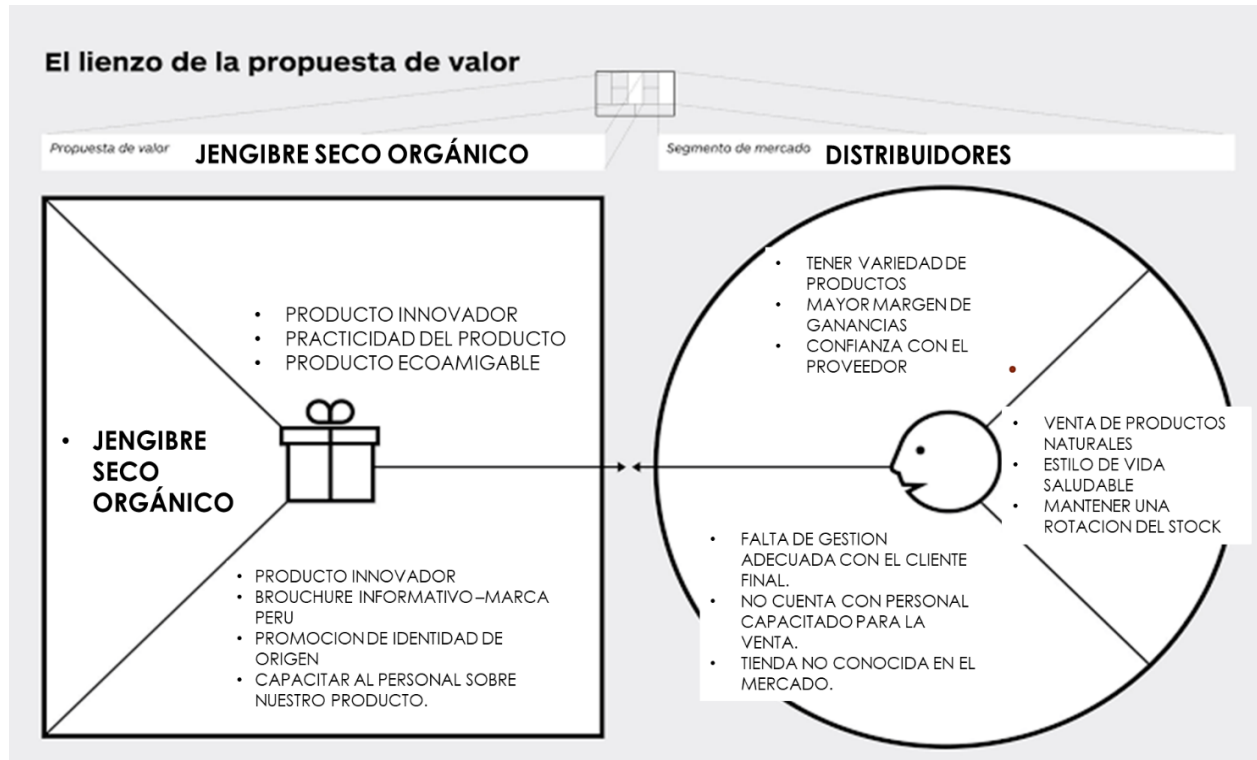 El lienzo de la propuesta de valor
Propuesta de valor JENGIBRE SECO ORGÁNICO
Segmento de mercado DISTRIBUIDORES
• PRODUCTO INNOVADOR
• PRACTICIDAD DEL PRODUCTO
• PRODUCTO ECOAMIGABLE
• JENGIBRE
SECO
ORGÁNICO
• PRODUCTO INNOVADOR
• BROUCHURE INFORMATIVO –MARCA
PERU
• PROMOCION DE IDENTIDAD DE
ORIGEN
• CAPACITAR AL PERSONAL SOBRE
NUESTRO PRODUCTO.
• TENER VARIEDAD DE
PRODUCTOS
• MAYOR MARGEN DE
GANANCIAS
• CONFIANZA CON EL
PROVEEDOR
• VENTA DE PRODUCTOS
NATURALES
• ESTILO DE VIDA
SALUDABLE
• MANTENER UNA
ROTACION DEL STOCK
• FALTA DE GESTION
ADECUADA CON EL CLIENTE
FINAL.
• NO CUENTA CON PERSONAL
CAPACITADO PARA LA
VENTA.
• TIENDA NO CONOCIDA EN EL
MERCADO.